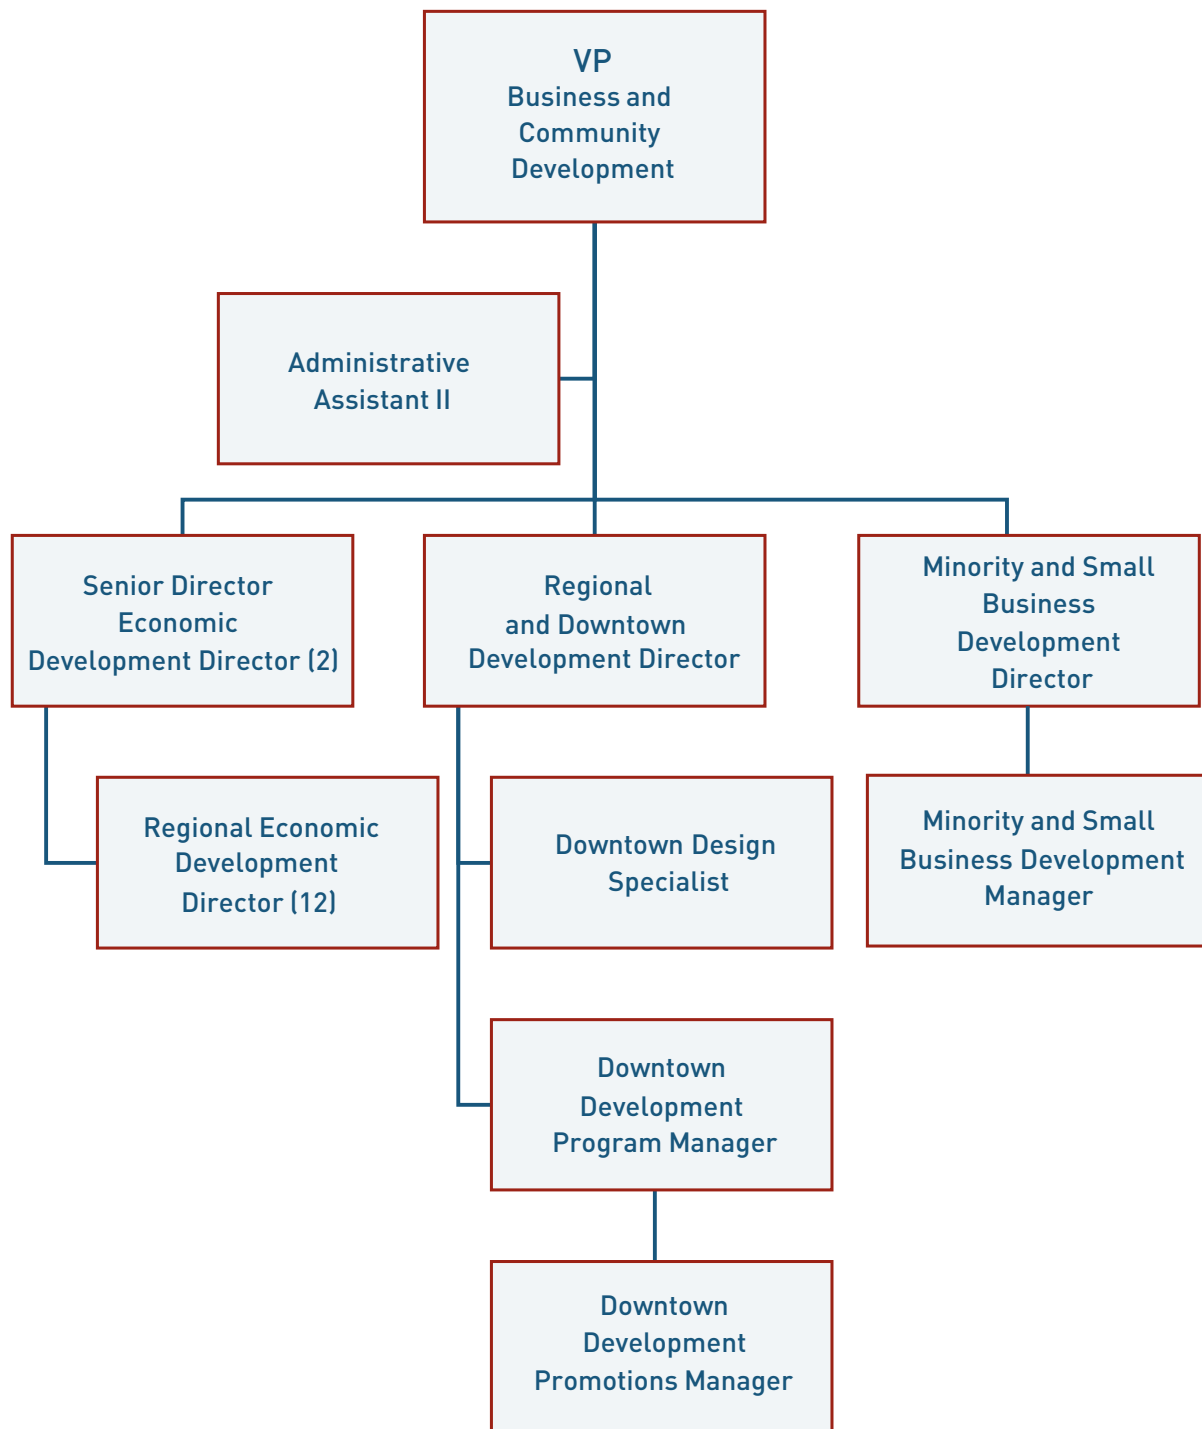 VP
Business and
Community
Development
Administrative
Assistant II
Senior Director
Economic
Development Director (2)
Regional
and Downtown
Development Director
Minority and Small
Business
Development
Director
Regional Economic
Development
Director (12)
Downtown Design
Specialist
Minority and Small
Business Development
Manager
Downtown
Development
Program Manager
Downtown
Development
Promotions Manager